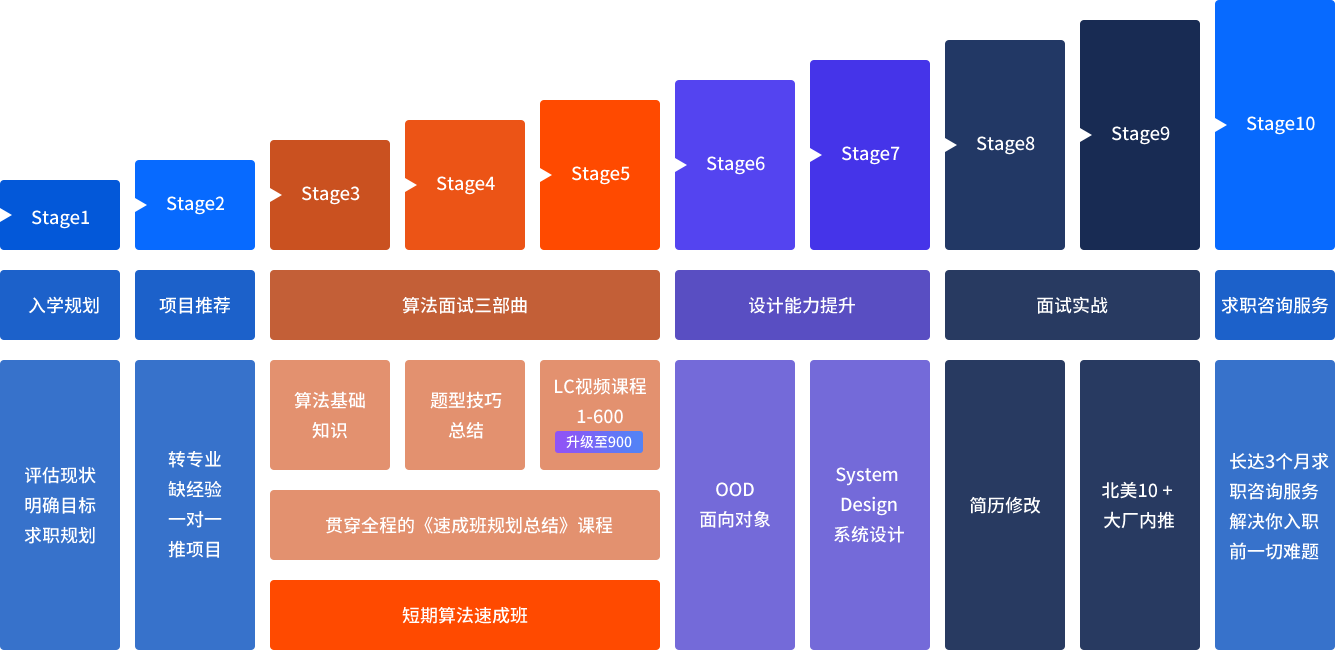 Stage1
Stage2
Stage3
Stage4
Stage5
Stage6
Stage7
Stage8
Stage9
Stage10
入学规划
项目推荐
算法面试三部曲
设计能力提升
面试实战
求职咨询服务
评估现状
明确目标
求职规划
转专业
缺经验
一对一
推项目
算法基础
知识
题型技巧
总结
LC视频课程
1-600
升级至900
贯穿全程的《速成班规划总结》课程
短期算法速成班
OOD
面向对象
System
Design
系统设计
简历修改
北美10 +
大厂内推
长达3个月求
职咨询服务
解决你入职
前一切难题